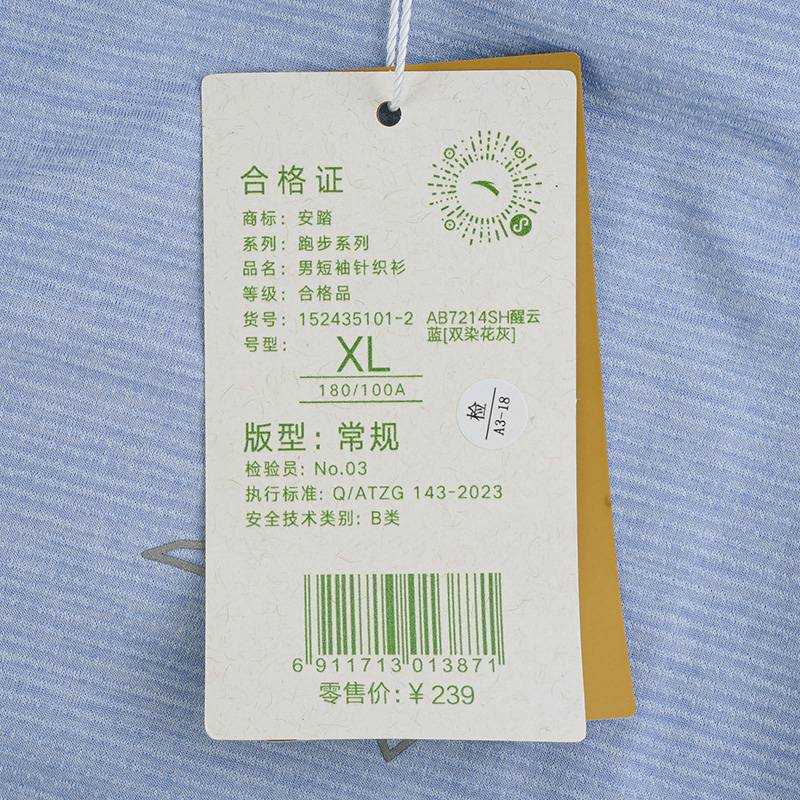 合格证
商标：安踏
系列：跑步系列
品名：男短袖针织衫
等级：合格品
货号：152435101-2 AB7214SH醒云
蓝[双染花灰]
号型：
XL
180/100A
检
A3-18
版型：常规
检验员：No.03
执行标准：Q/ATZG 143-2023
安全技术类别：B类
6 911713 013871
零售价：¥ 239